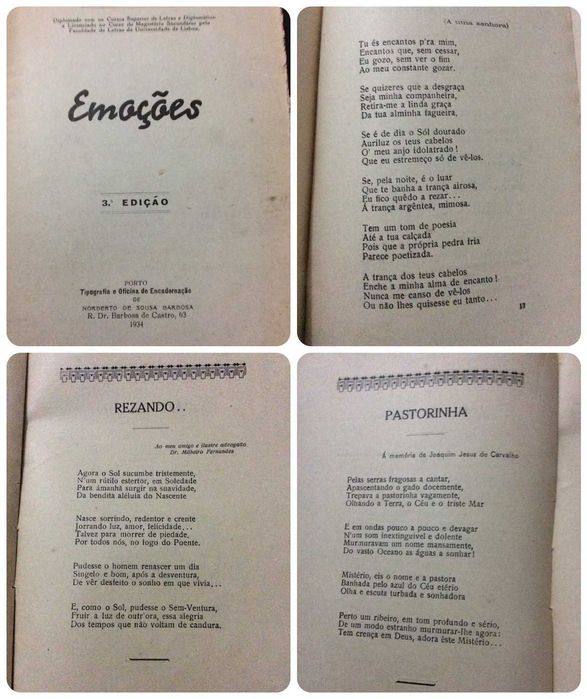 Diplomado com os Cursos Superior de Letras e Diplomático
e Licenciado no Curso do Magistério Secundário pela
Faculdade de Letras da Universidade de Lisboa.
Emoções
3.ª EDIÇÃO
PORTO
Tipografia e Oficina de Encadernação
DE
NORBERTO DE SOUSA BARBOSA
R. Dr. Barbosa de Castro, 63
1934
(A uma senhora)
Tu és encantos p'ra mim,
Encantos que, sem cessar,
Eu gozo, sem ver o fim
Ao meu constante gozar.
Se quizeres que a desgraça
Seja minha companheira,
Retira-me a linda graça
Da tua alminha fagueira,
Se é de dia o Sól dourado
Auriluz os teus cabelos
O' meu anjo idolatrado!
Que eu estremeço só de vê-los.
Se, pela noite, é o luar
Que te banha a trança airosa,
Eu fico quêdo a rezar...
Á trança argêntea, mimosa.
Tem um tom de poesia
Até a tua calçada
Pois que a própria pedra fria
Parece poetizada.
A trança dos teus cabelos
Enche a minha alma de encanto!
Nunca me canso de vê-los
Ou não lhes quisesse eu tanto...
37
REZANDO..
Ao meu amigo e ilustre advogado
Dr. Milheiro Fernandes
Agora o Sol sucumbe tristemente,
N'um rútilo estertor, em Soledade
Para âmanhã surgir na suavidade,
Da bendita aléluia do Nascente
Nasce sorrindo, redentor e crente
Jorrando luz, amor, felicidade...
Talvez para morrer de piedade,
Por todos nós, no fogo do Poente.
Pudesse o homem renascer um dia
Singelo e bom, após a desventura,
De vêr desfeito o sonho em que vivia...
E, como o Sol, pudesse o Sem-Ventura,
Fruir a luz de outr'ora, essa alegria
Dos tempos que não voltam de candura.
PASTORINHA
Á memória de Joaquim Jesus de Carvalho
Pelas serras fragosas a cantar,
Apascentando o gado docemente,
Trepava a pastorinha vagamente,
Olhando a Terra, o Céu e o triste Mar
E em ondas pouco a pouco e devagar
N'um som inextinguivel e dolente
Murmuravam um nome mansamente,
Do vasto Oceano as águas a sonhar!
Mistério, eis o nome e a pastora
Banhada pelo azul do Céu etério
Olha e escuta turbada e sonhadora
Perto um ribeiro, em tom profundo e sério,
De um modo estranho murmurar-lhe agora:
Tem crença em Deus, adora êste Mistério...